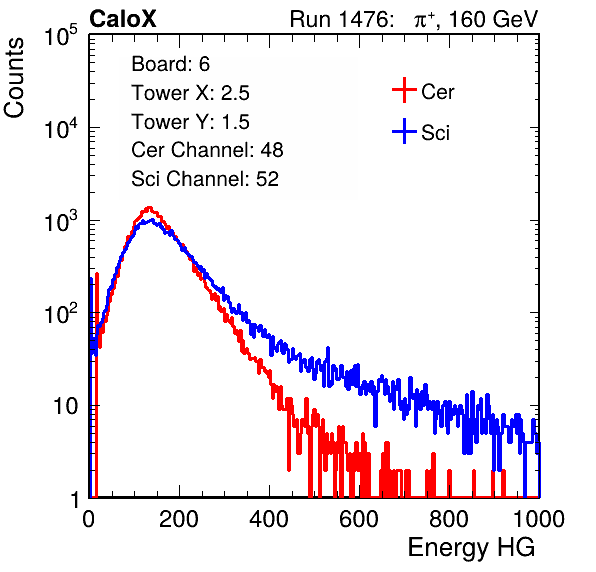 CaloX Run 1476: π⁺, 160 GeV
Counts
10⁵
10⁴
10³
10²
10
1
Board: 6
Tower X: 2.5
Tower Y: 1.5
Cer Channel: 48
Sci Channel: 52
Cer
Sci
0 200 400 600 800 1000
Energy HG